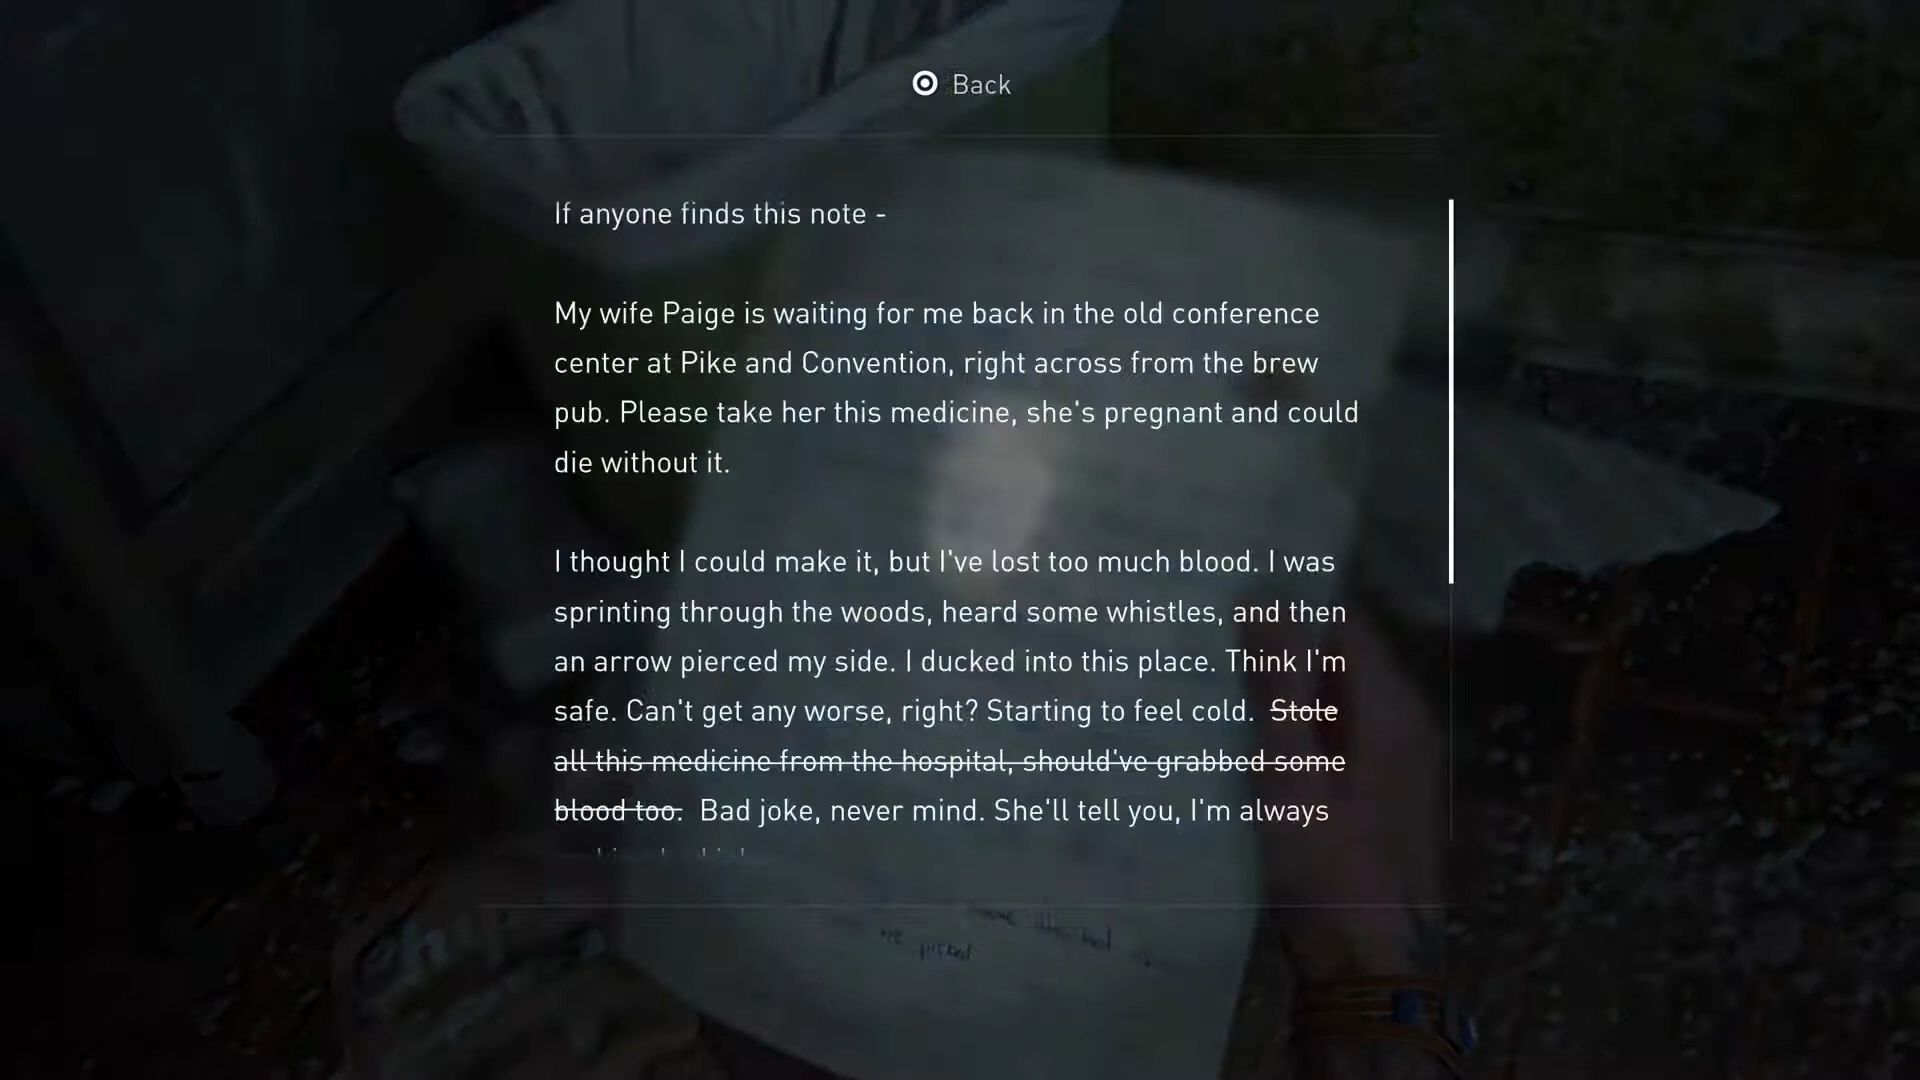 Back
If anyone finds this note -
My wife Paige is waiting for me back in the old conference
center at Pike and Convention, right across from the brew
pub. Please take her this medicine, she's pregnant and could
die without it.
I thought I could make it, but I've lost too much blood. I was
sprinting through the woods, heard some whistles, and then
an arrow pierced my side. I ducked into this place. Think I'm
safe. Can't get any worse, right? Starting to feel cold. Stole
all this medicine from the hospital, should've grabbed some
blood too. Bad joke, never mind. She'll tell you, I'm always